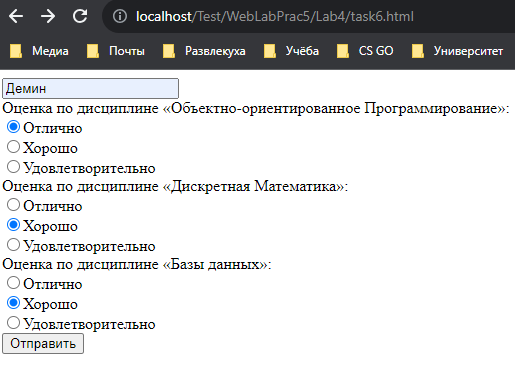 localhost/Test/WebLabPrac5/Lab4/task6.html
Медиа Почты Развлекуха Учёба CS GO Университет
Демин
Оценка по дисциплине «Объектно-ориентированное Программирование»:
Отлично
Хорошо
Удовлетворительно
Оценка по дисциплине «Дискретная Математика»:
Отлично
Хорошо
Удовлетворительно
Оценка по дисциплине «Базы данных»:
Отлично
Хорошо
Удовлетворительно
Отправить